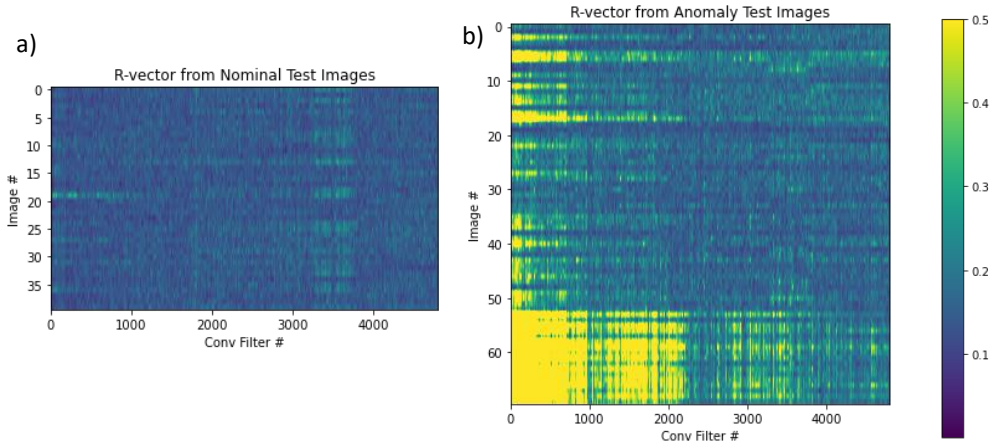 a)
R-vector from Nominal Test Images
0
5
10
15
20
25
30
35
Image #
0 1000 2000 3000 4000
Conv Filter #
b)
R-vector from Anomaly Test Images
0
10
20
30
40
50
60
Image #
0 1000 2000 3000 4000
Conv Filter #
0.5
0.4
0.3
0.2
0.1